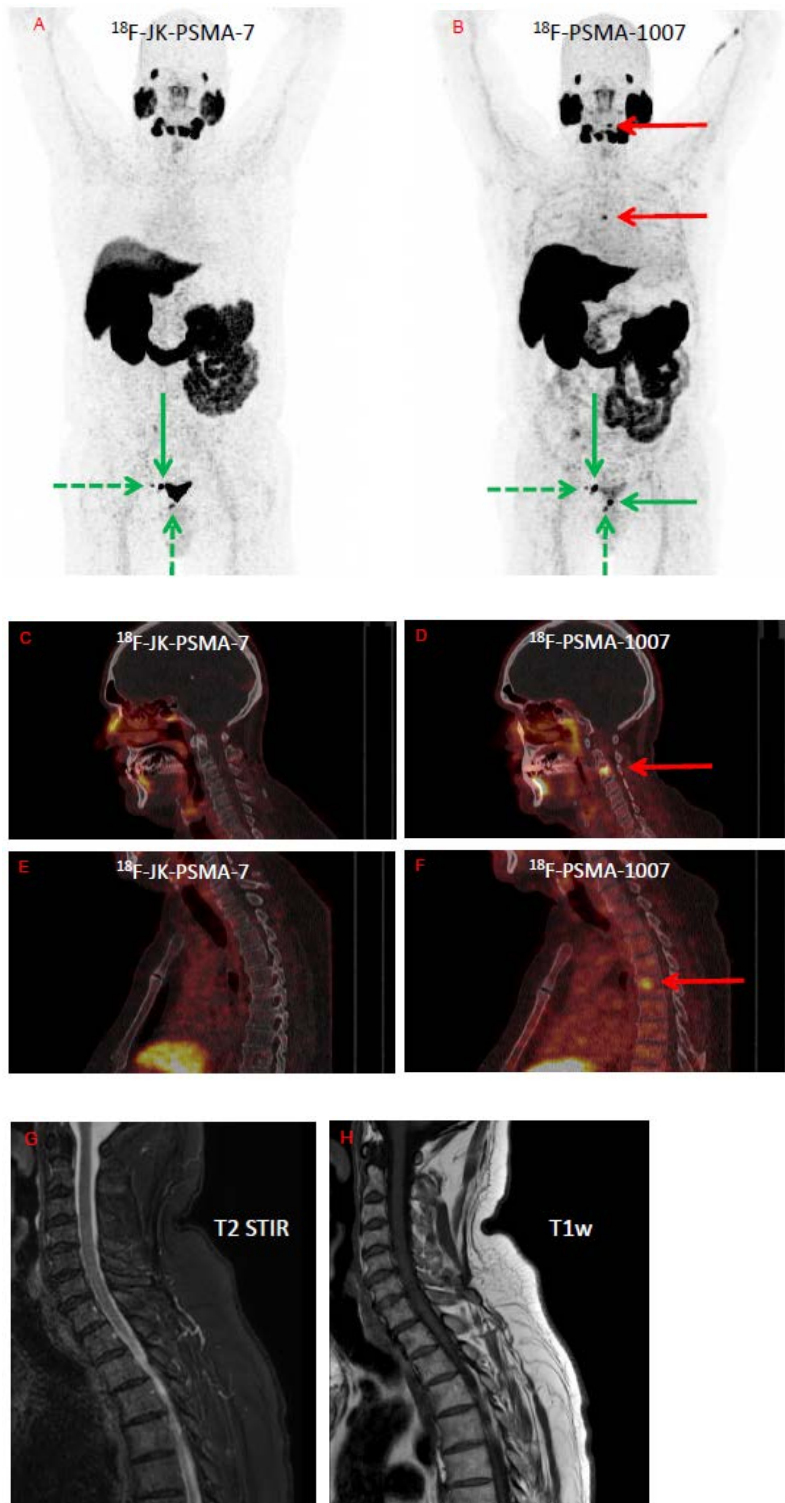 A
¹⁸F-JK-PSMA-7
B
¹⁸F-PSMA-1007
C
¹⁸F-JK-PSMA-7
D
¹⁸F-PSMA-1007
E
¹⁸F-JK-PSMA-7
F
¹⁸F-PSMA-1007
G
T2 STIR
H
T1w